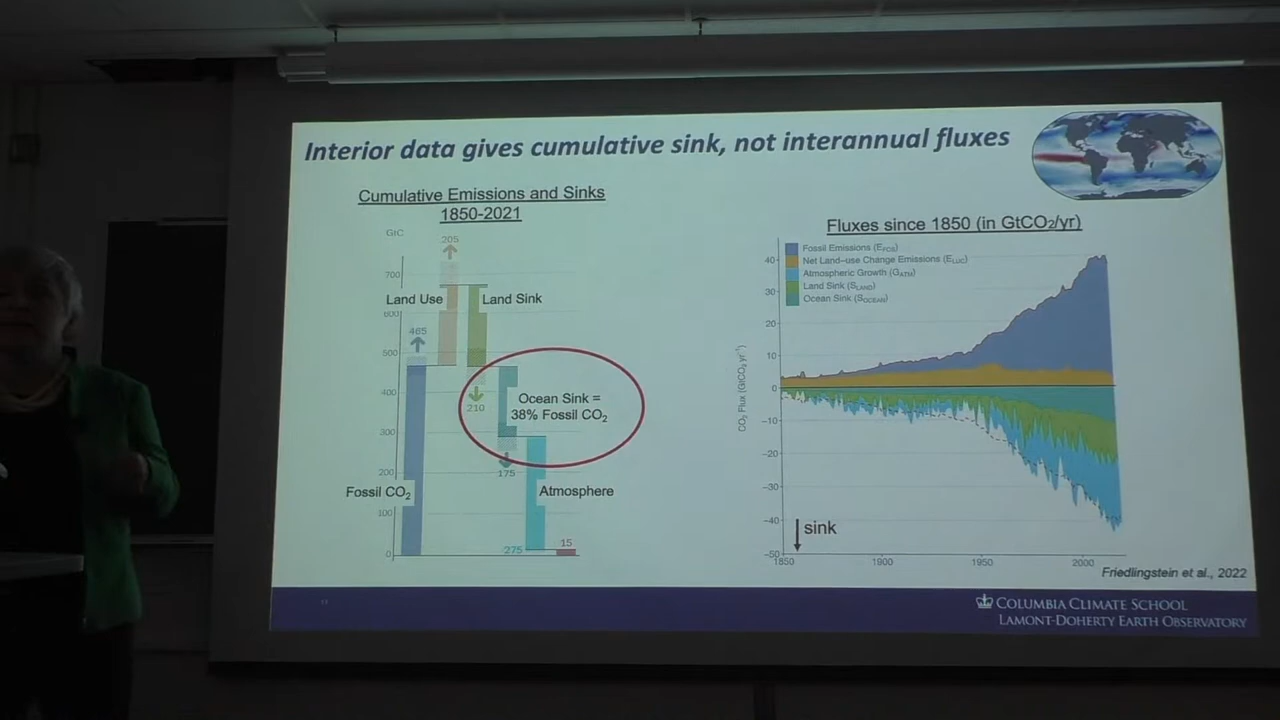 Interior data gives cumulative sink, not interannual fluxes
Cumulative Emissions and Sinks
1850-2021
GtC
205
700
Land Use
Land Sink
600
465
500
400
210
Ocean Sink =
38% Fossil CO₂
300
200
175
Fossil CO₂
Atmosphere
100
275
15
0
Fluxes since 1850 (in GtCO₂/yr)
Fossil Emissions (E_FOS)
Net Land-use Change Emissions (E_LUC)
Atmospheric Growth (G_ATM)
Land Sink (S_LAND)
Ocean Sink (S_OCEAN)
CO₂ Flux (GtCO₂ yr⁻¹)
40
30
20
10
0
-10
-20
-30
-40
-50
sink
1850
1900
1950
2000
Friedlingstein et al., 2022
COLUMBIA CLIMATE SCHOOL
LAMONT-DOHERTY EARTH OBSERVATORY